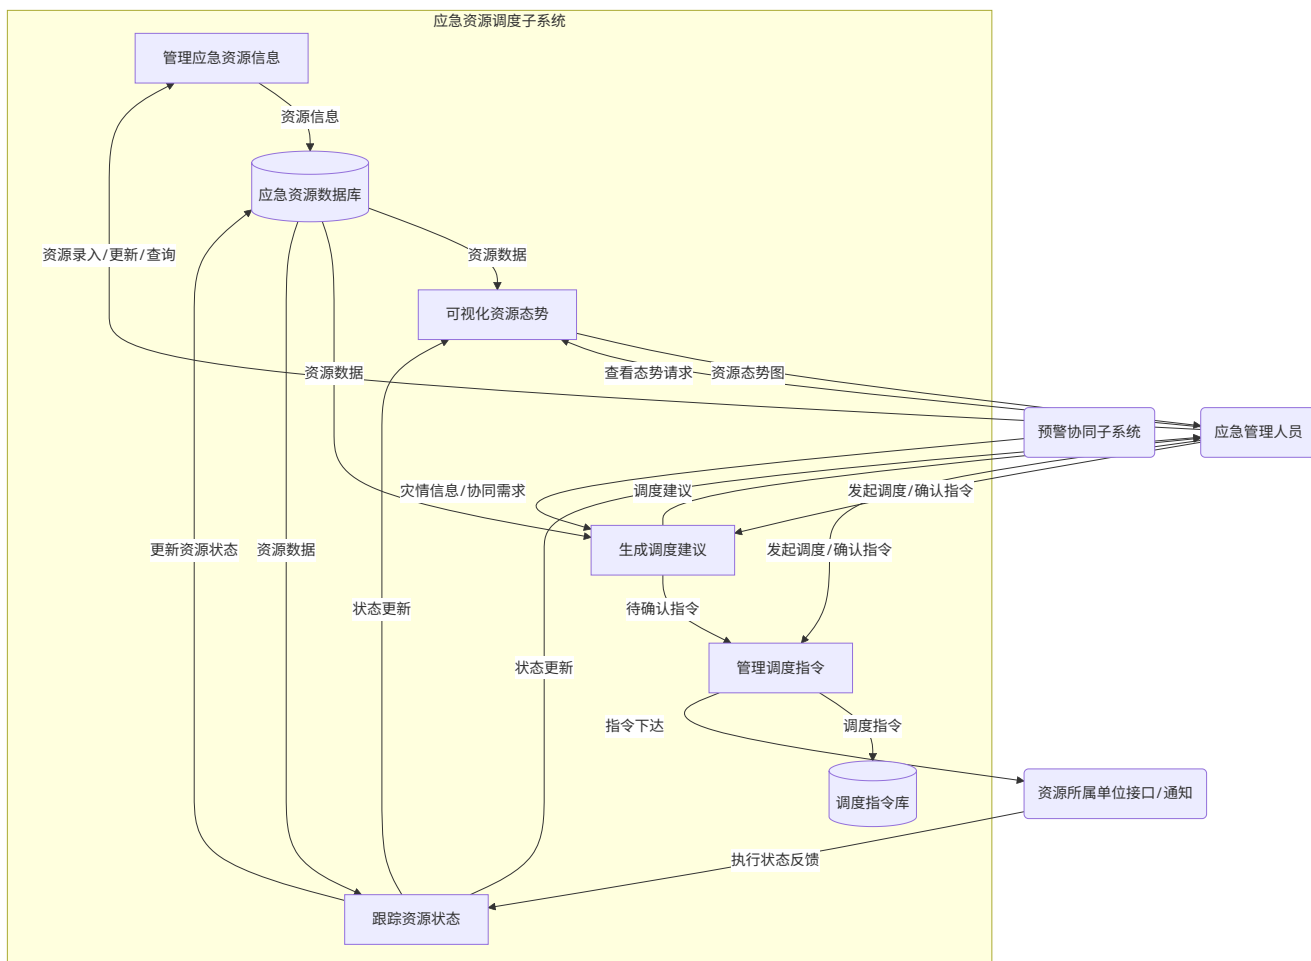 应急资源调度子系统
管理应急资源信息
资源信息
应急资源数据库
资源录入/更新/查询
资源数据
可视化资源态势
资源数据
查看态势请求
资源态势图
预警协同子系统
应急管理人员
灾情信息/协同需求
调度建议
发起调度/确认指令
更新资源状态
资源数据
生成调度建议
发起调度/确认指令
状态更新
待确认指令
状态更新
管理调度指令
指令下达
调度指令
调度指令库
资源所属单位接口/通知
执行状态反馈
跟踪资源状态